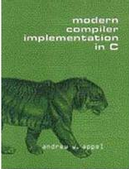 modern
compiler
implementation
in C
andrew w. appel